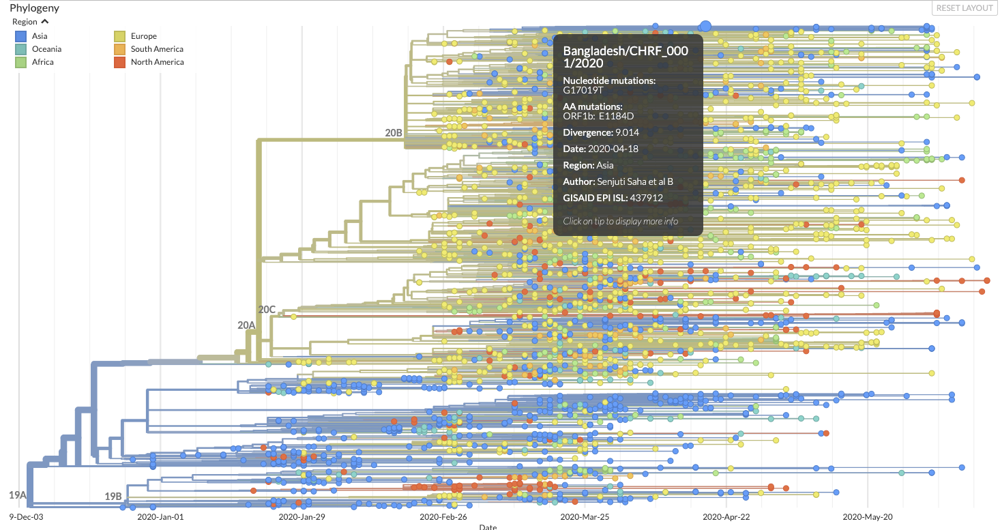 Phylogeny
RESET LAYOUT
Region
Asia
Europe
Oceania
South America
Africa
North America
Bangladesh/CHRF_000
1/2020
Nucleotide mutations:
G17019T
AA mutations:
ORF1b: E1184D
Divergence: 9.014
Date: 2020-04-18
Region: Asia
Author: Senjuti Saha et al B
GISAID EPI ISL: 437912
Click on tip to display more info
20B
20C
20A
19A
19B
9-Dec-03
2020-Jan-01
2020-Jan-29
2020-Feb-26
2020-Mar-25
2020-Apr-22
2020-May-20
Date